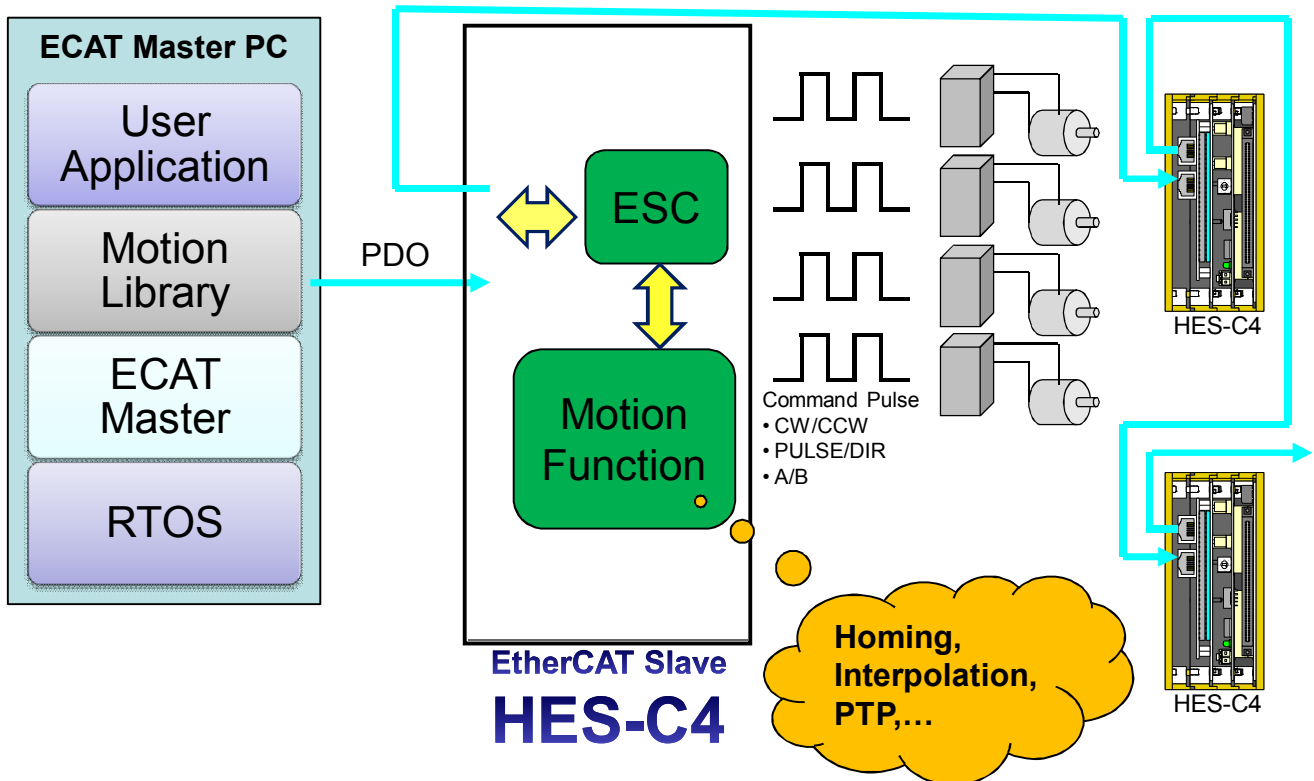 ECAT Master PC
User
Application
Motion
Library
ECAT
Master
RTOS
PDO
ESC
Motion
Function
EtherCAT Slave
HES-C4
Command Pulse
• CW/CCW
• PULSE/DIR
• A/B
Homing,
Interpolation,
PTP,...
HES-C4
HES-C4